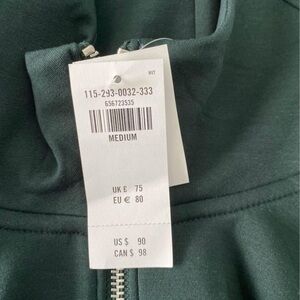 115-293-0032-333
656723535
MEDIUM
UK £ 75
EU € 80
US $ 90
CAN $ 98